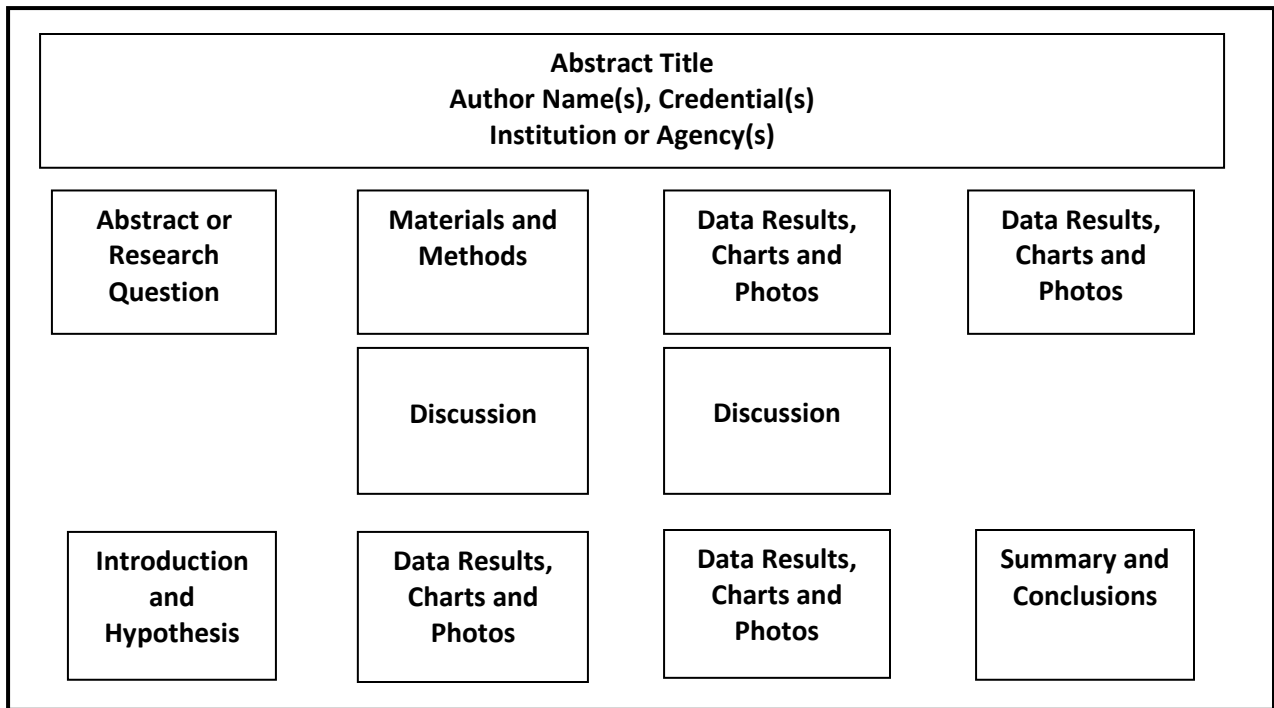 Abstract Title
Author Name(s), Credential(s)
Institution or Agency(s)
Abstract or
Research
Question
Materials and
Methods
Data Results,
Charts and
Photos
Data Results,
Charts and
Photos
Discussion
Discussion
Introduction
and
Hypothesis
Data Results,
Charts and
Photos
Data Results,
Charts and
Photos
Summary and
Conclusions